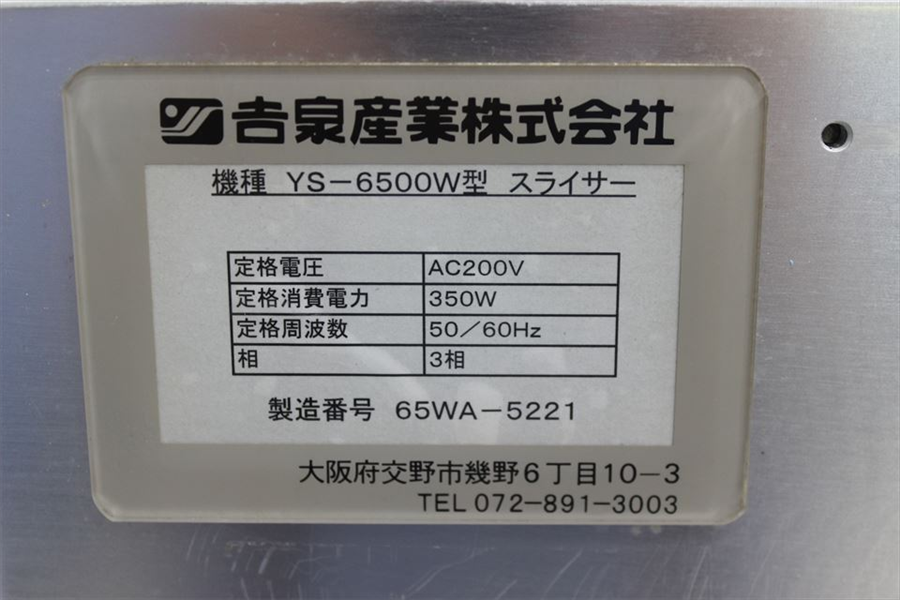 𠮷泉産業株式会社
機種 YS-6500W型 スライサー
定格電圧 AC200V
定格消費電力 350W
定格周波数 50/60Hz
相 3相
製造番号 65WA-5221
大阪府交野市幾野6丁目10-3
TEL 072-891-3003